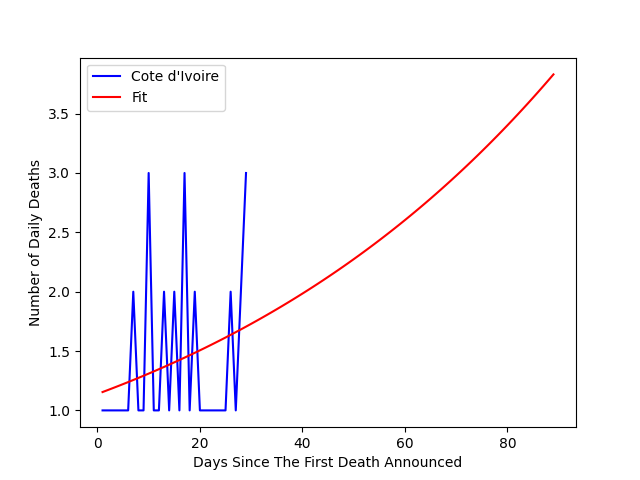 Cote d'Ivoire
Fit
3.5
3.0
2.5
2.0
1.5
1.0
Number of Daily Deaths
0 20 40 60 80
Days Since The First Death Announced